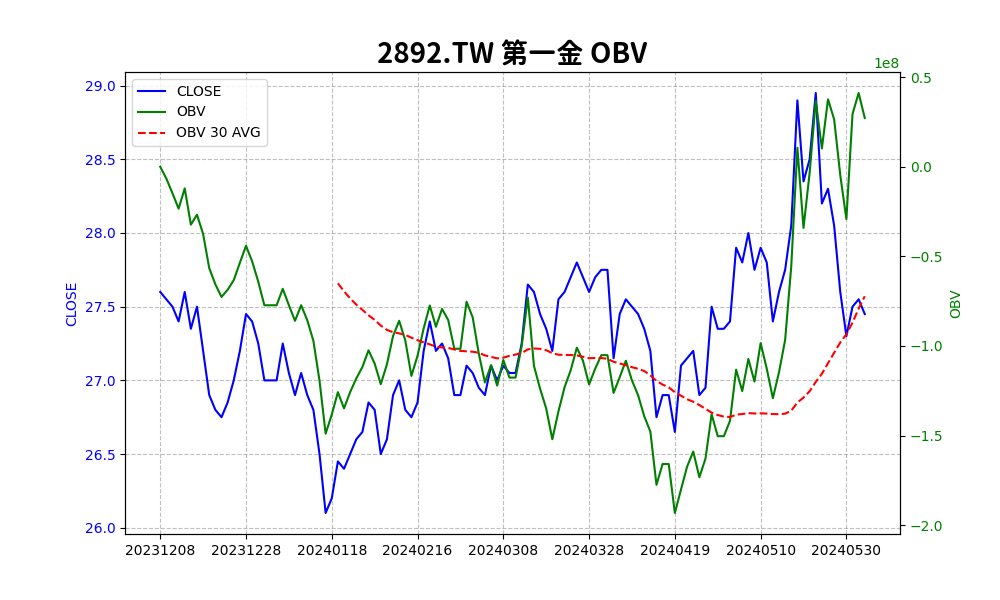 2892.TW 第一金 OBV
1e8
CLOSE
OBV
OBV 30 AVG
29.0
28.5
28.0
27.5
27.0
26.5
26.0
CLOSE
0.5
0.0
−0.5
−1.0
−1.5
−2.0
OBV
20231208 20231228 20240118 20240216 20240308 20240328 20240419 20240510 20240530